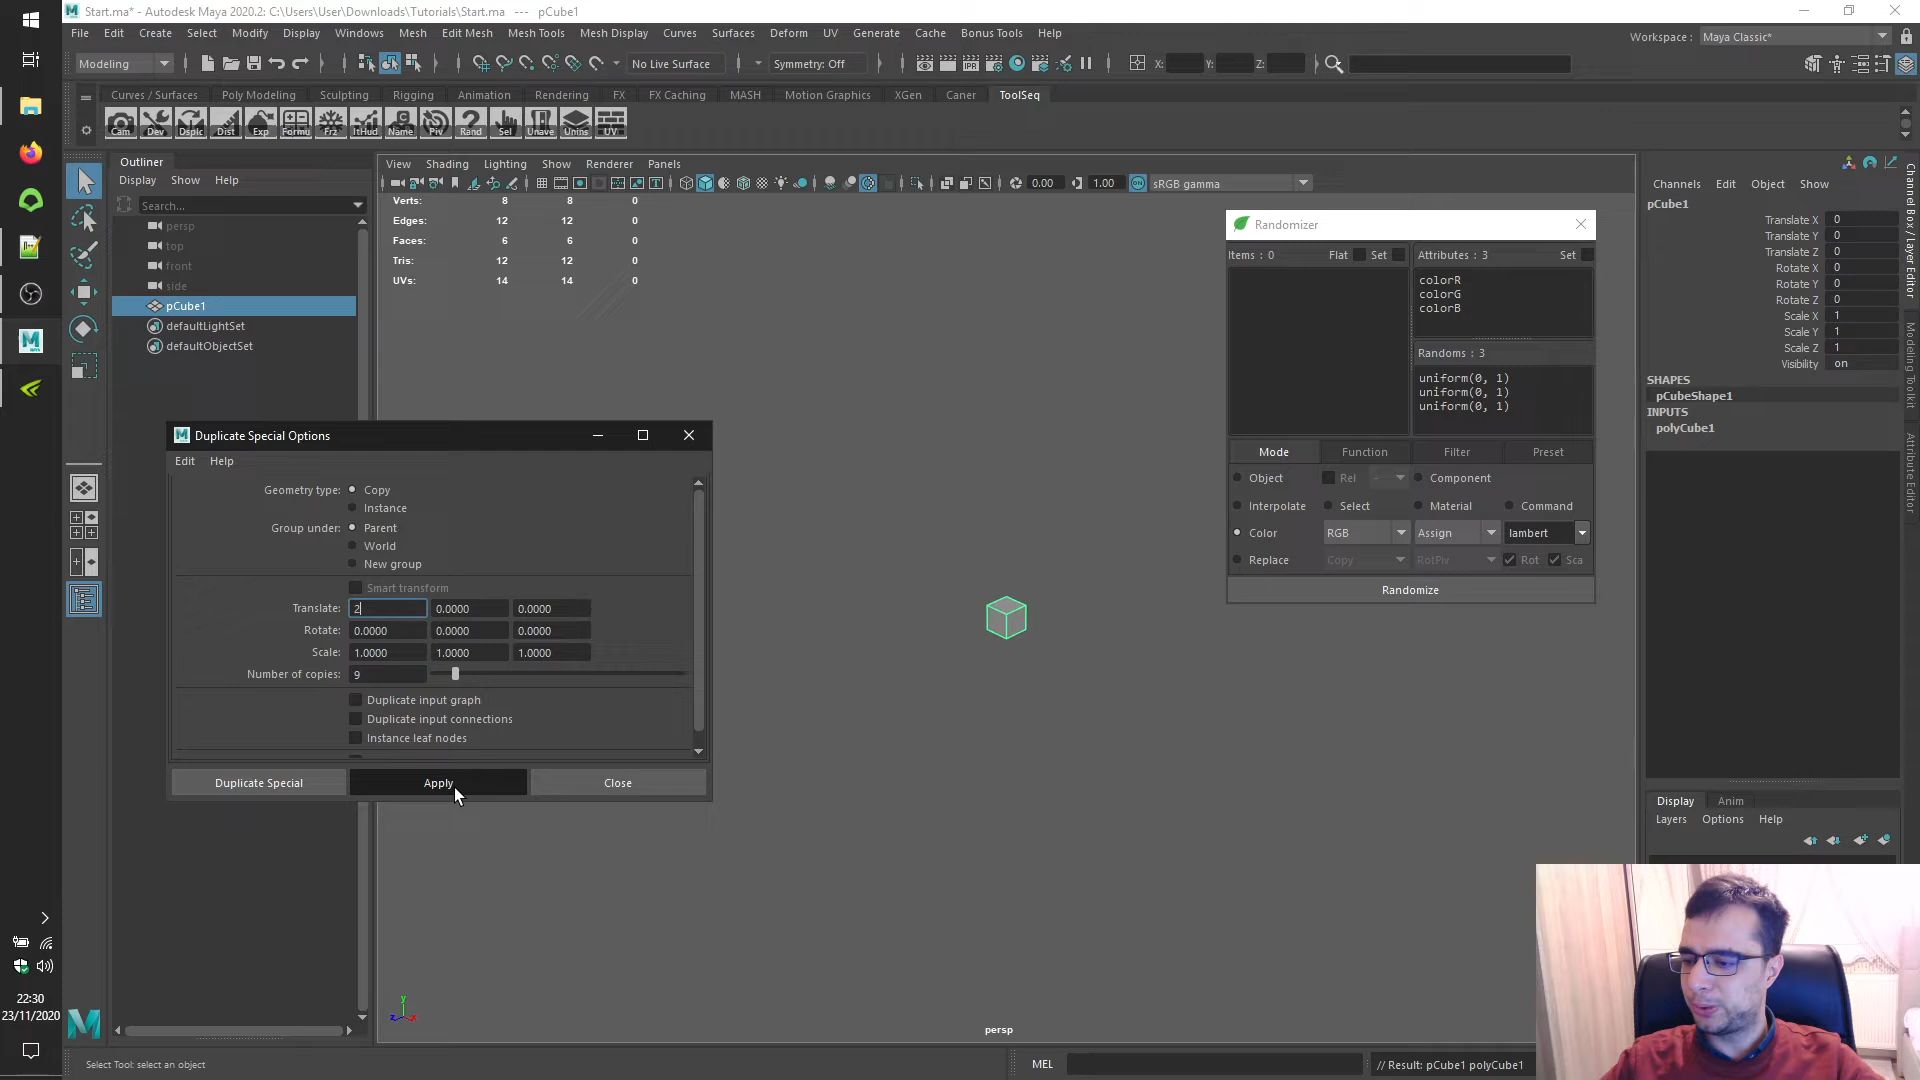 Start.ma* - Autodesk Maya 2020.2: C:\Users\User\Downloads\Tutorials\Start.ma --- pCube1
File Edit Create Select Modify Display Windows Mesh Edit Mesh Mesh Tools Mesh Display Curves Surfaces Deform UV Generate Cache Bonus Tools Help
Workspace : Maya Classic*
Modeling No Live Surface Symmetry: Off X: Y: Z:
Curves / Surfaces Poly Modeling Sculpting Rigging Animation Rendering FX FX Caching MASH Motion Graphics XGen Caner ToolSeq
Cam Dev Dsplc Dist Exp Formu Frz ItHud Name Piv Rand Sel Unave Unins UV
Outliner
Display Show Help
Search...
persp
top
front
side
pCube1
defaultLightSet
defaultObjectSet
View Shading Lighting Show Renderer Panels
0.00 1.00 ON sRGB gamma
Verts: 8 8 0
Edges: 12 12 0
Faces: 6 6 0
Tris: 12 12 0
UVs: 14 14 0
Randomizer
Items : 0 Flat Set Attributes : 3 Set
colorR
colorG
colorB
Randoms : 3
uniform(0, 1)
uniform(0, 1)
uniform(0, 1)
Mode Function Filter Preset
Object Rel - Component
Interpolate Select Material Command
Color RGB Assign lambert
Replace Copy RotPiv Rot Sca
Randomize
Duplicate Special Options
Edit Help
Geometry type: Copy
Instance
Group under: Parent
World
New group
Smart transform
Translate: 2 0.0000 0.0000
Rotate: 0.0000 0.0000 0.0000
Scale: 1.0000 1.0000 1.0000
Number of copies: 9
Duplicate input graph
Duplicate input connections
Instance leaf nodes
Duplicate Special Apply Close
Channels Edit Object Show
pCube1
Translate X 0
Translate Y 0
Translate Z 0
Rotate X 0
Rotate Y 0
Rotate Z 0
Scale X 1
Scale Y 1
Scale Z 1
Visibility on
SHAPES
pCubeShape1
INPUTS
polyCube1
Channel Box / Layer Editor
Modeling Toolkit
Attribute Editor
Display Anim
Layers Options Help
y
z x
persp
22:30
23/11/2020
Select Tool: select an object
MEL
// Result: pCube1 polyCube1